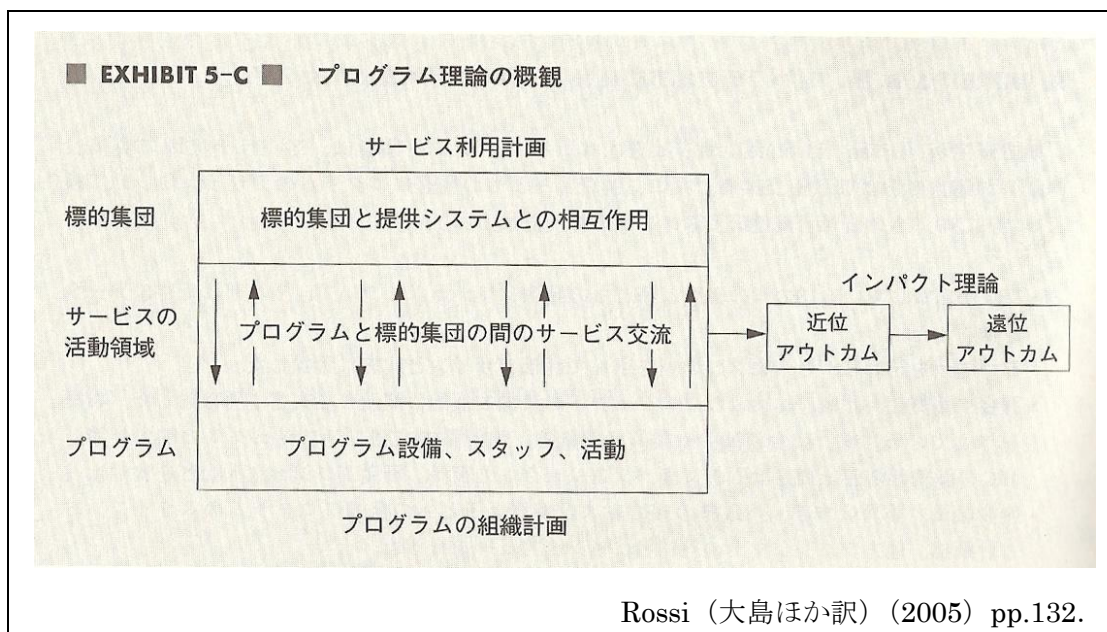 ■ EXHIBIT 5-C ■ プログラム理論の概観
サービス利用計画
標的集団
標的集団と提供システムとの相互作用
サービスの
活動領域
プログラムと標的集団の間のサービス交流
インパクト理論
近位
アウトカム
遠位
アウトカム
プログラム
プログラム設備、スタッフ、活動
プログラムの組織計画
Rossi（大島ほか訳）(2005) pp.132.